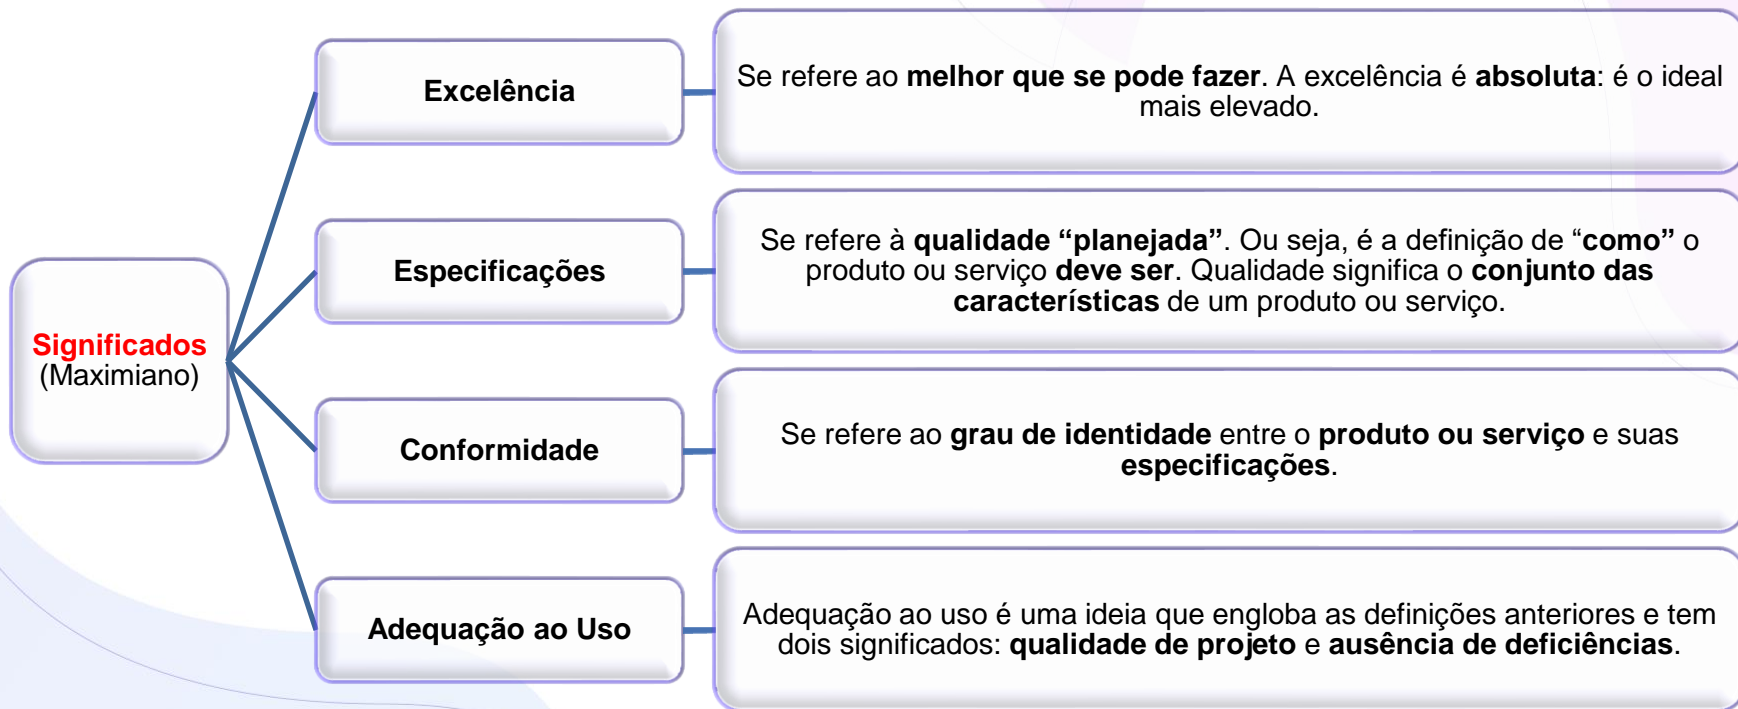 Significados
(Maximiano)
Excelência
Se refere ao melhor que se pode fazer. A excelência é absoluta: é o ideal
mais elevado.
Especificações
Se refere à qualidade “planejada”. Ou seja, é a definição de “como” o
produto ou serviço deve ser. Qualidade significa o conjunto das
características de um produto ou serviço.
Conformidade
Se refere ao grau de identidade entre o produto ou serviço e suas
especificações.
Adequação ao Uso
Adequação ao uso é uma ideia que engloba as definições anteriores e tem
dois significados: qualidade de projeto e ausência de deficiências.